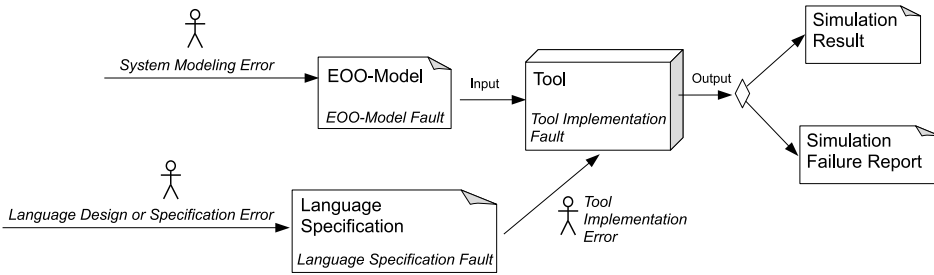 System Modeling Error
EOO-Model
EOO-Model Fault
Input
Tool
Tool Implementation
Fault
Output
Simulation
Result
Simulation
Failure Report
Language Design or Specification Error
Language
Specification
Language Specification Fault
Tool
Implementation
Error